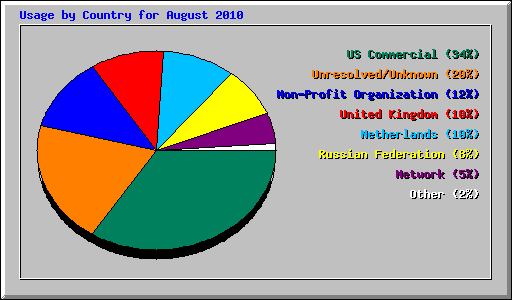 Usage by Country for August 2010
US Commercial (34%)
Unresolved/Unknown (20%)
Non-Profit Organization (12%)
United Kingdom (10%)
Netherlands (10%)
Russian Federation (8%)
Network (5%)
Other (2%)